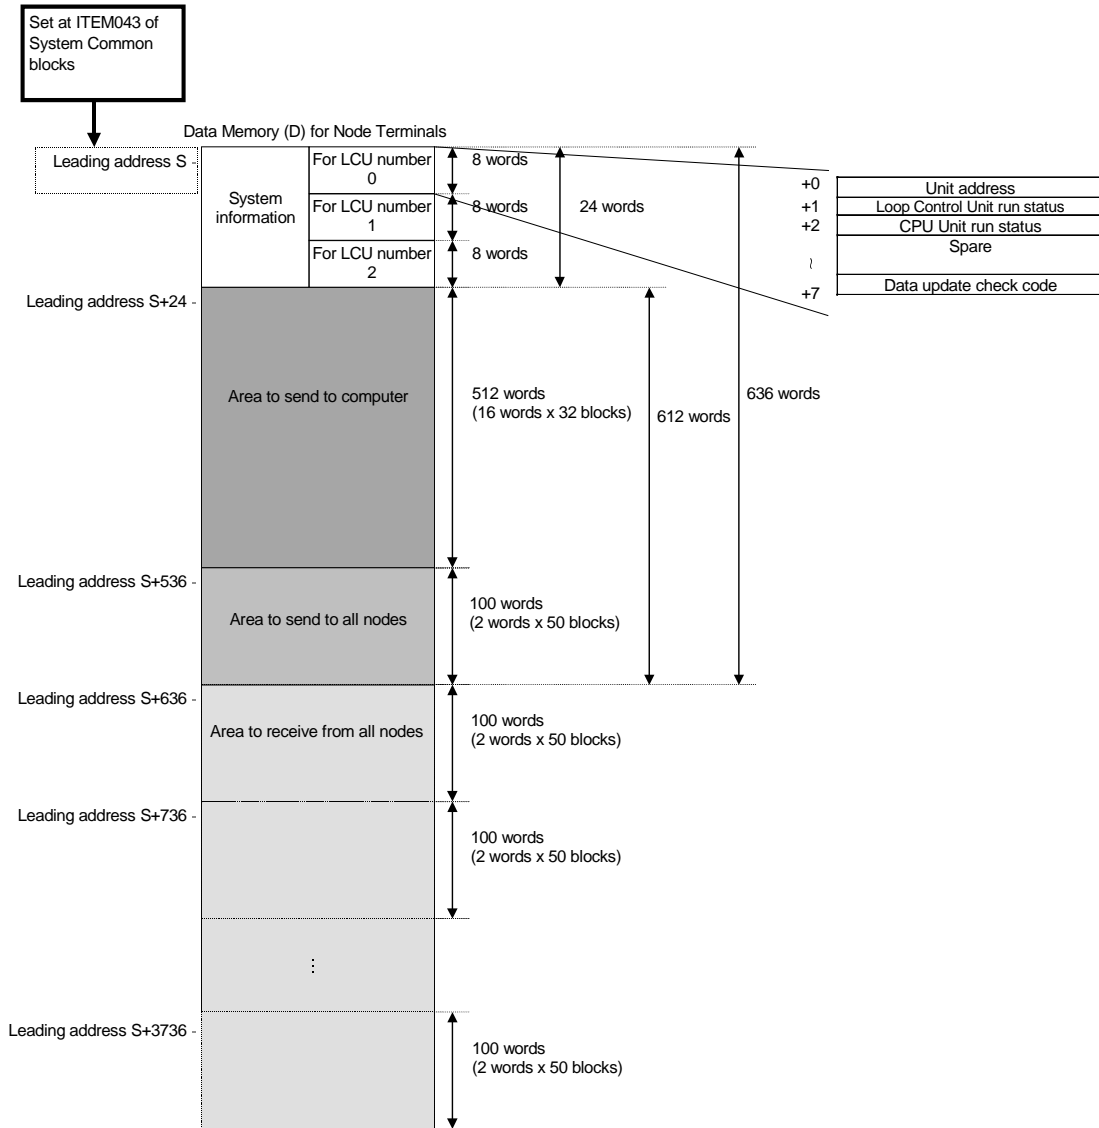 Set at ITEM043 of
System Common
blocks
Data Memory (D) for Node Terminals
Leading address S
System
information
For LCU number
0
8 words
For LCU number
1
8 words
For LCU number
2
8 words
24 words
+0 Unit address
+1 Loop Control Unit run status
+2 CPU Unit run status
Spare
~
+7 Data update check code
Leading address S+24
Area to send to computer
512 words
(16 words x 32 blocks)
612 words
636 words
Leading address S+536
Area to send to all nodes
100 words
(2 words x 50 blocks)
Leading address S+636
Area to receive from all nodes
100 words
(2 words x 50 blocks)
Leading address S+736
100 words
(2 words x 50 blocks)
⋮
Leading address S+3736
100 words
(2 words x 50 blocks)